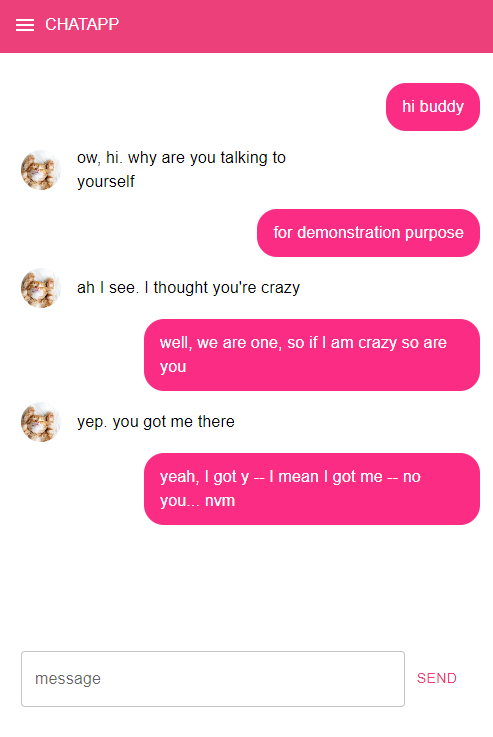 CHATAPP
hi buddy
ow, hi. why are you talking to
yourself
for demonstration purpose
ah I see. I thought you're crazy
well, we are one, so if I am crazy so are
you
yep. you got me there
yeah, I got y -- I mean I got me -- no
you... nvm
message
SEND